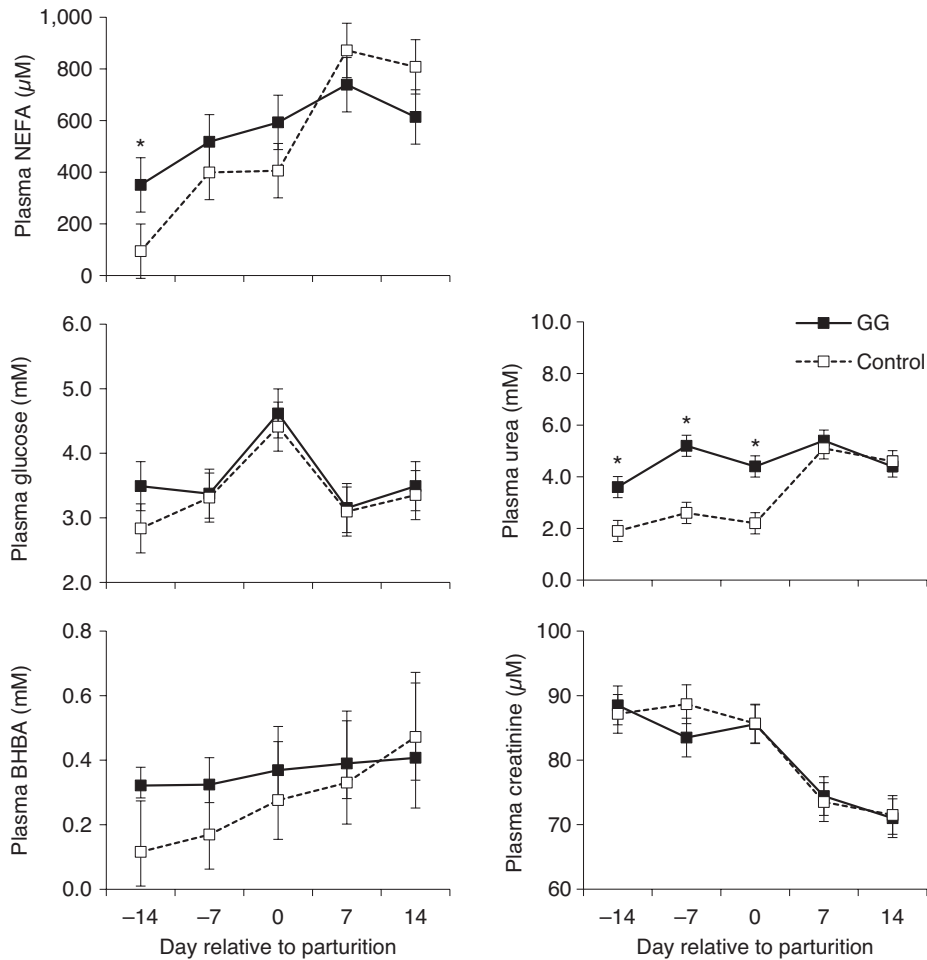 1,000
800
600
400
200
0
Plasma NEFA (µM)
*
6.0
5.0
4.0
3.0
2.0
Plasma glucose (mM)
10.0
8.0
6.0
4.0
2.0
0.0
Plasma urea (mM)
* * *
GG
Control
0.8
0.6
0.4
0.2
0.0
Plasma BHBA (mM)
–14 –7 0 7 14
Day relative to parturition
100
90
80
70
60
Plasma creatinine (µM)
–14 –7 0 7 14
Day relative to parturition